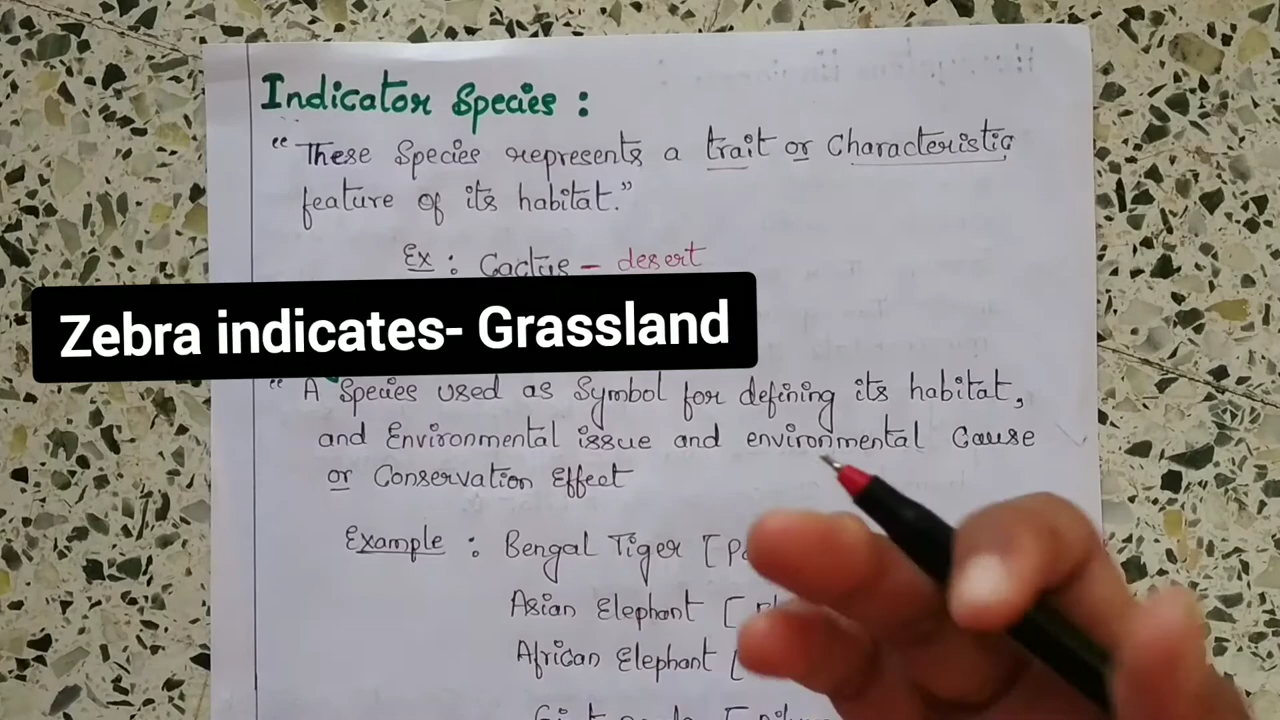 Indicator Species :
“ These Species represents a trait or Characteristic
feature of its habitat.”
Ex : Cactus – desert
Zebra indicates- Grassland
“ A Species used as Symbol for defining its habitat,
and Environmental issue and environmental Cause
or Conservation Effect
Example : Bengal Tiger [
Asian Elephant [
African Elephant [